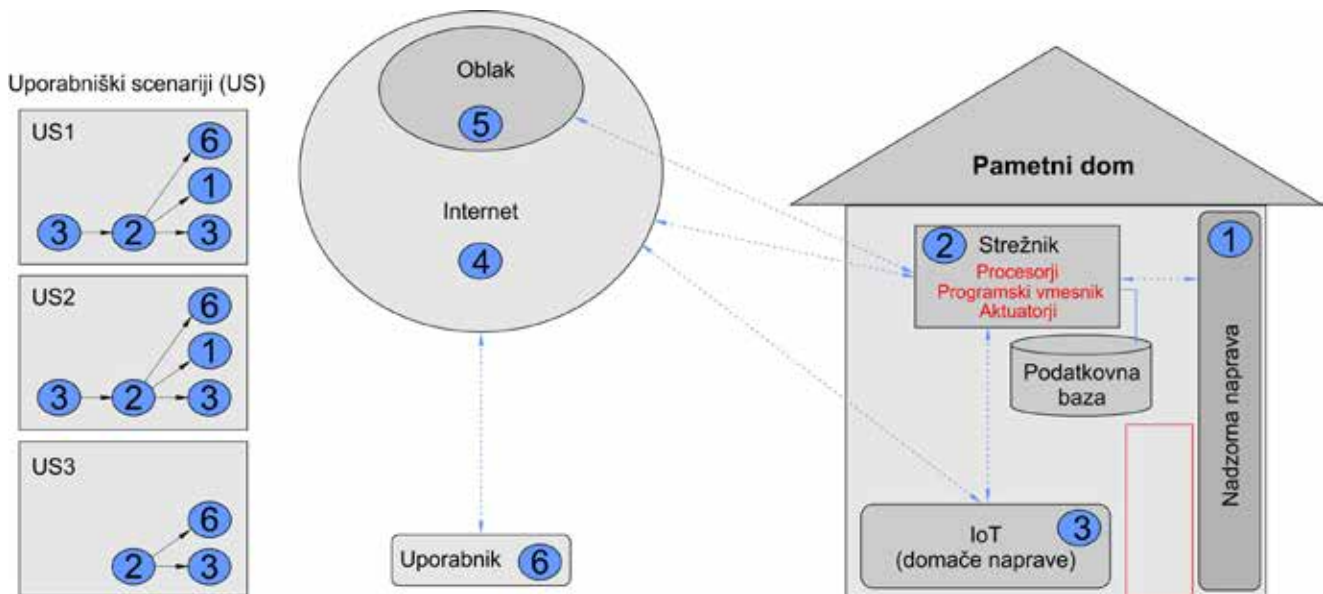 Uporabniški scenariji (US)
US1
6
1
3 2 3
US2
6
1
3 2 3
US3
6
2 3
Oblak
5
Internet
4
Uporabnik 6
Pametni dom
2 Strežnik
Procesorji
Programski vmesnik
Aktuatorji
Podatkovna
baza
1
Nadzorna naprava
IoT 3
(domače naprave)